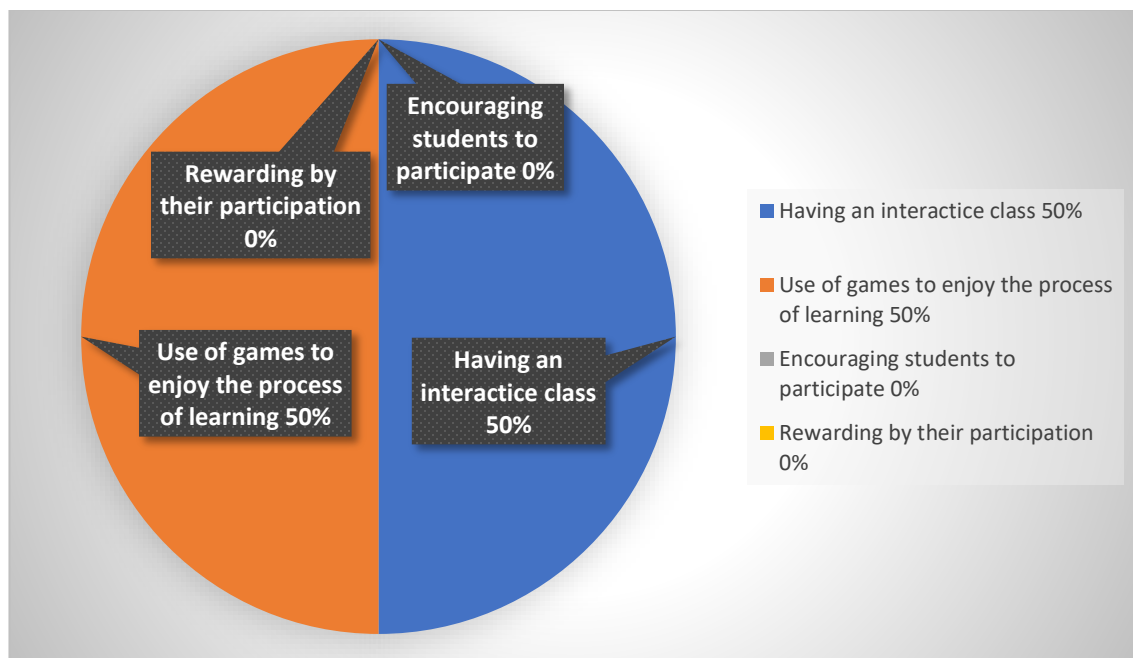 Encouraging
students to
participate 0%
Rewarding by
their participation
0%
Use of games to
enjoy the process
of learning 50%
Having an
interactice class
50%
Having an interactice class 50%
Use of games to enjoy the process
of learning 50%
Encouraging students to
participate 0%
Rewarding by their participation
0%